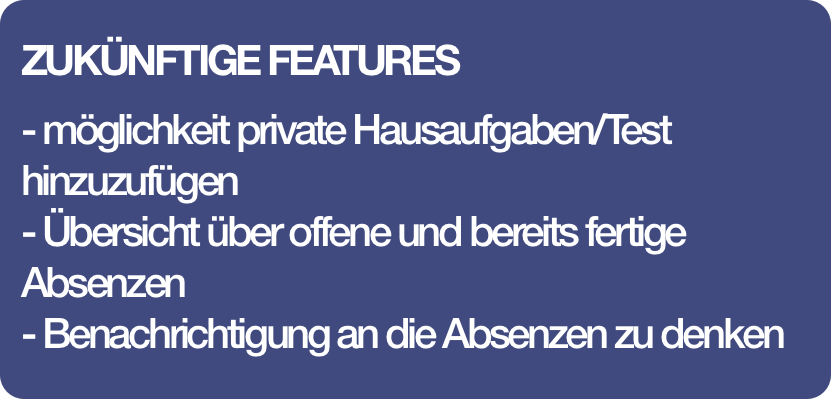 ZUKÜNFTIGE FEATURES
- möglichkeit private Hausaufgaben/Test
hinzuzufügen
- Übersicht über offene und bereits fertige
Absenzen
- Benachrichtigung an die Absenzen zu denken